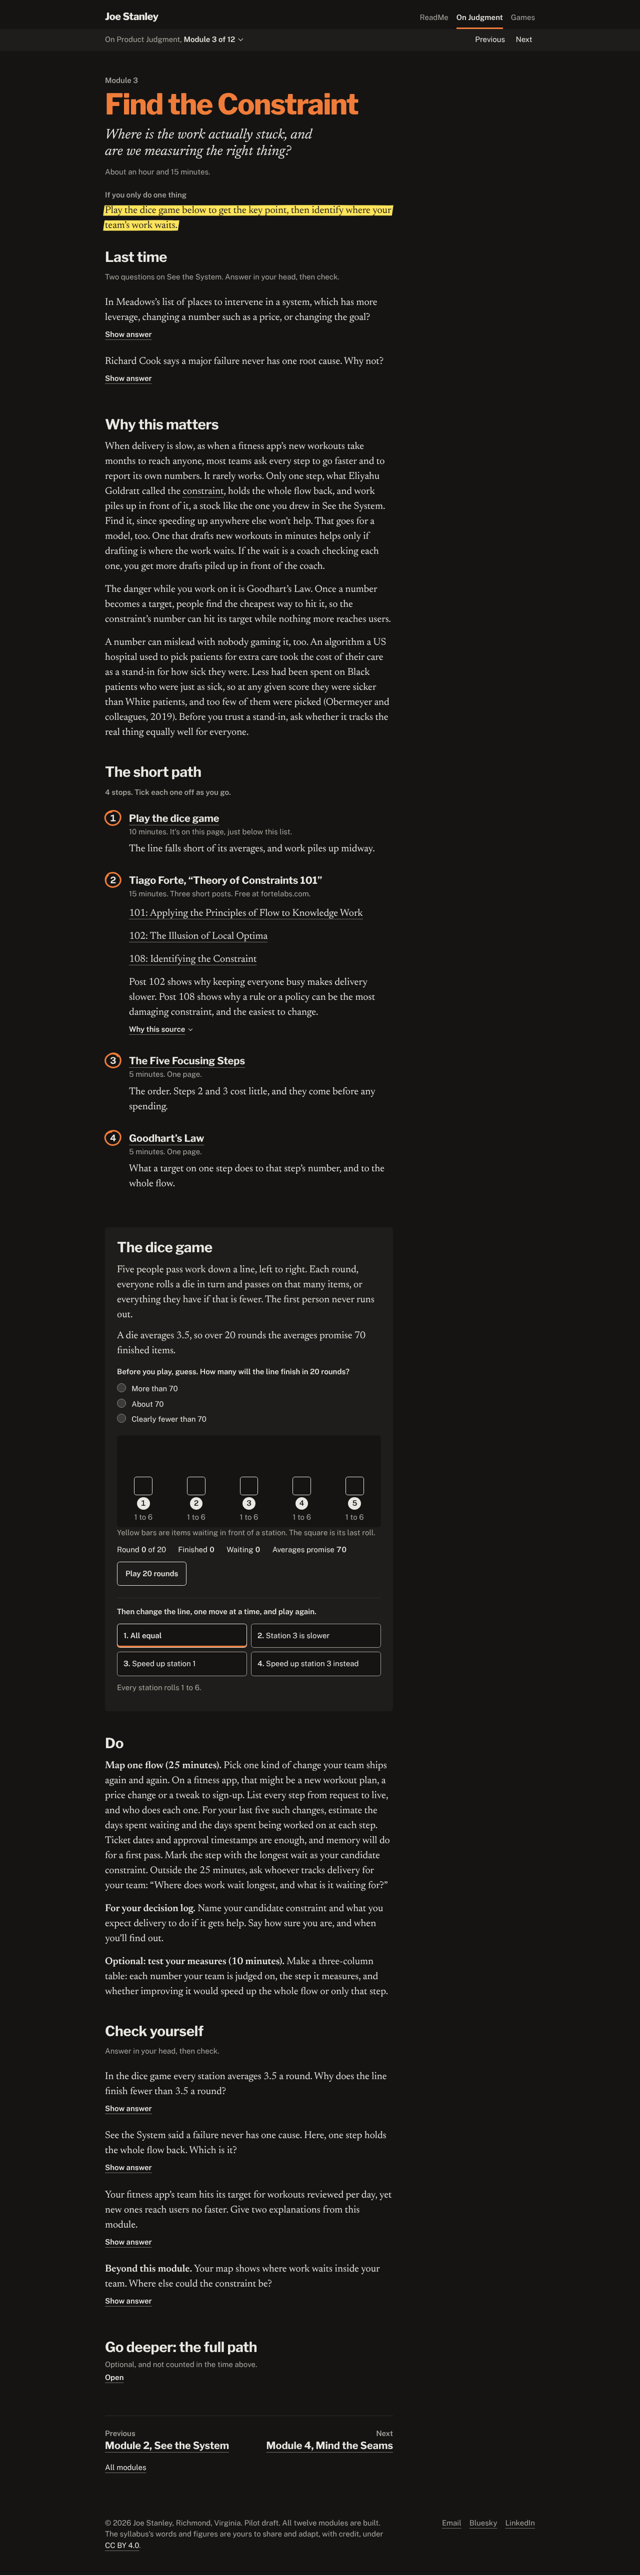 Joe Stanley
ReadMe On Judgment Games
On Product Judgment, Module 3 of 12
Previous Next
Module 3
Find the Constraint
Where is the work actually stuck, and
are we measuring the right thing?
About an hour and 15 minutes.
If you only do one thing
Play the dice game below to get the key point, then identify where your
team's work waits.
Last time
Two questions on See the System. Answer in your head, then check.
In Meadows's list of places to intervene in a system, which has more
leverage, changing a number such as a price, or changing the goal?
Show answer
Richard Cook says a major failure never has one root cause. Why not?
Show answer
Why this matters
When delivery is slow, as when a fitness app's new workouts take
months to reach anyone, most teams ask every step to go faster and to
report its own numbers. It rarely works. Only one step, what Eliyahu
Goldratt called the constraint, holds the whole flow back, and work
piles up in front of it, a stock like the one you drew in See the System.
Find it, since speeding up anywhere else won't help. That goes for a
model, too. One that drafts new workouts in minutes helps only if
drafting is where the work waits. If the wait is a coach checking each
one, you get more drafts piled up in front of the coach.
The danger while you work on it is Goodhart's Law. Once a number
becomes a target, people find the cheapest way to hit it, so the
constraint's number can hit its target while nothing more reaches users.
A number can mislead with nobody gaming it, too. An algorithm a US
hospital used to pick patients for extra care took the cost of their care
as a stand-in for how sick they were. Less had been spent on Black
patients who were just as sick, so at any given score they were sicker
than White patients, and too few of them were picked (Obermeyer and
colleagues, 2019). Before you trust a stand-in, ask whether it tracks the
real thing equally well for everyone.
The short path
4 stops. Tick each one off as you go.
1 Play the dice game
10 minutes. It's on this page, just below this list.
The line falls short of its averages, and work piles up midway.
2 Tiago Forte, "Theory of Constraints 101"
15 minutes. Three short posts. Free at fortelabs.com.
101: Applying the Principles of Flow to Knowledge Work
102: The Illusion of Local Optima
108: Identifying the Constraint
Post 102 shows why keeping everyone busy makes delivery
slower. Post 108 shows why a rule or a policy can be the most
damaging constraint, and the easiest to change.
Why this source
3 The Five Focusing Steps
5 minutes. One page.
The order. Steps 2 and 3 cost little, and they come before any
spending.
4 Goodhart's Law
5 minutes. One page.
What a target on one step does to that step's number, and to the
whole flow.
The dice game
Five people pass work down a line, left to right. Each round,
everyone rolls a die in turn and passes on that many items, or
everything they have if that is fewer. The first person never runs
out.
A die averages 3.5, so over 20 rounds the averages promise 70
finished items.
Before you play, guess. How many will the line finish in 20 rounds?
More than 70
About 70
Clearly fewer than 70
1 2 3 4 5
1 to 6 1 to 6 1 to 6 1 to 6 1 to 6
Yellow bars are items waiting in front of a station. The square is its last roll.
Round 0 of 20 Finished 0 Waiting 0 Averages promise 70
Play 20 rounds
Then change the line, one move at a time, and play again.
1. All equal 2. Station 3 is slower
3. Speed up station 1 4. Speed up station 3 instead
Every station rolls 1 to 6.
Do
Map one flow (25 minutes). Pick one kind of change your team ships
again and again. On a fitness app, that might be a new workout plan, a
price change or a tweak to sign-up. List every step from request to live,
and who does each one. For your last five such changes, estimate the
days spent waiting and the days spent being worked on at each step.
Ticket dates and approval timestamps are enough, and memory will do
for a first pass. Mark the step with the longest wait as your candidate
constraint. Outside the 25 minutes, ask whoever tracks delivery for
your team: "Where does work wait longest, and what is it waiting for?"
For your decision log. Name your candidate constraint and what you
expect delivery to do if it gets help. Say how sure you are, and when
you'll find out.
Optional: test your measures (10 minutes). Make a three-column
table: each number your team is judged on, the step it measures, and
whether improving it would speed up the whole flow or only that step.
Check yourself
Answer in your head, then check.
In the dice game every station averages 3.5 a round. Why does the line
finish fewer than 3.5 a round?
Show answer
See the System said a failure never has one cause. Here, one step holds
the whole flow back. Which is it?
Show answer
Your fitness app's team hits its target for workouts reviewed per day, yet
new ones reach users no faster. Give two explanations from this
module.
Show answer
Beyond this module. Your map shows where work waits inside your
team. Where else could the constraint be?
Show answer
Go deeper: the full path
Optional, and not counted in the time above.
Open
Previous Next
Module 2, See the System Module 4, Mind the Seams
All modules
© 2026 Joe Stanley, Richmond, Virginia. Pilot draft. All twelve modules are built.
The syllabus's words and figures are yours to share and adapt, with credit, under
CC BY 4.0.
Email Bluesky LinkedIn